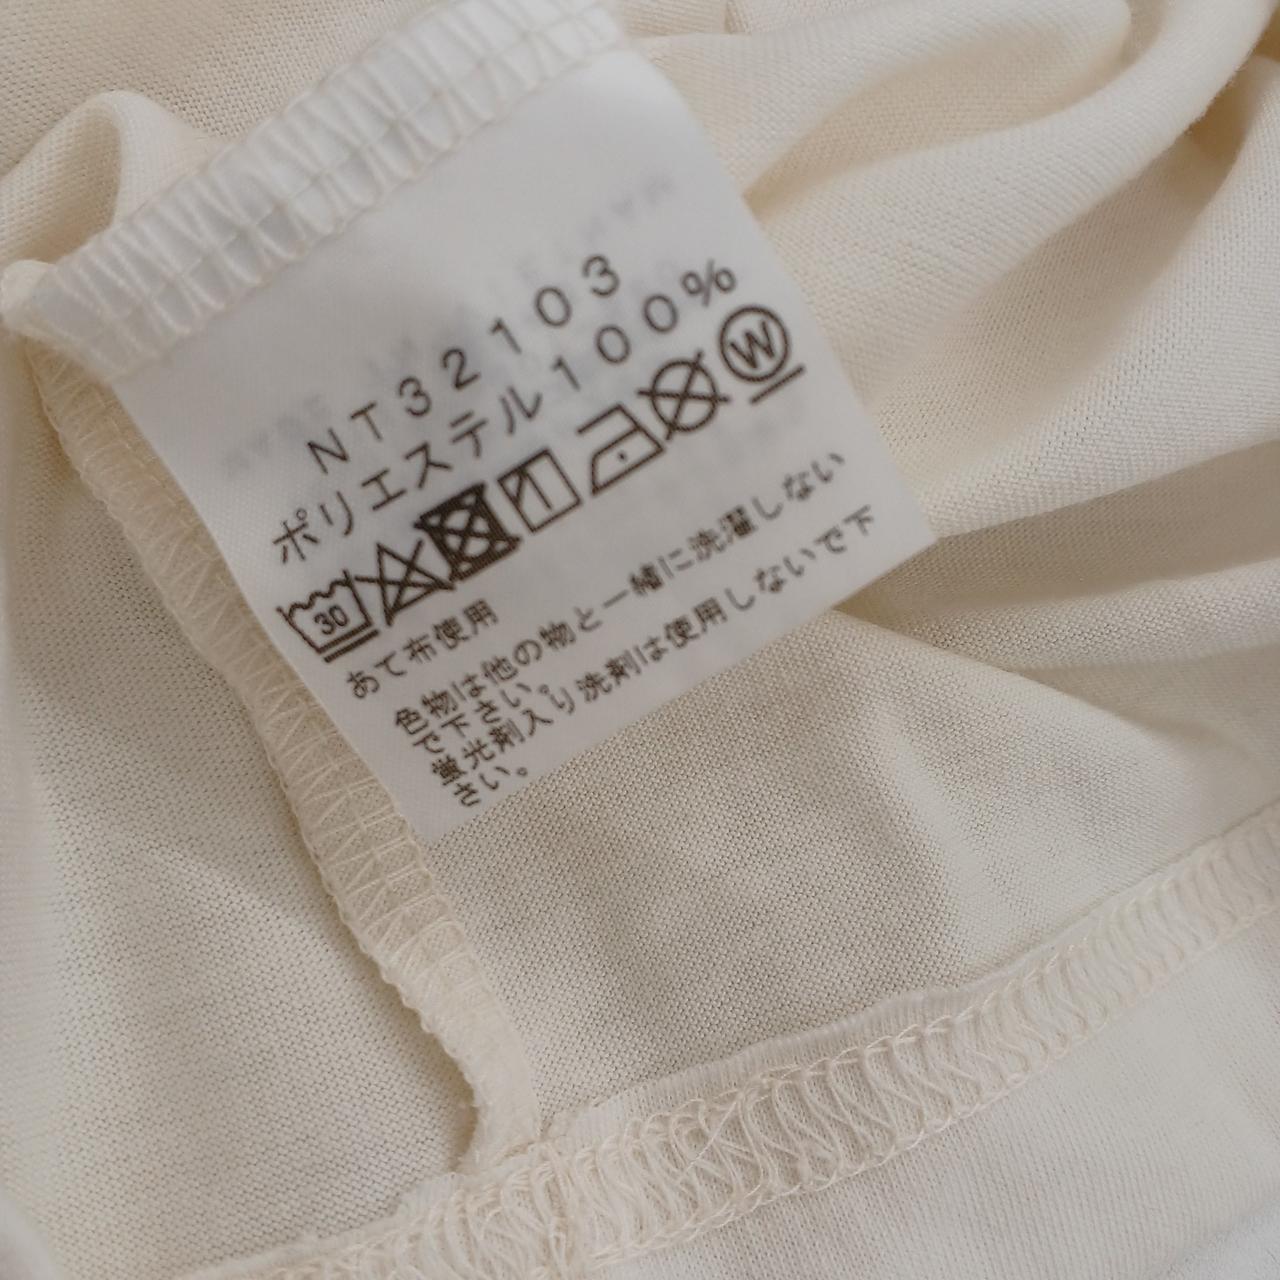 NT32103
ポリエステル100%
30 W
あて布使用
色物は他の物と一緒に洗濯しない
で下さい。
蛍光剤入り洗剤は使用しないで下
さい。